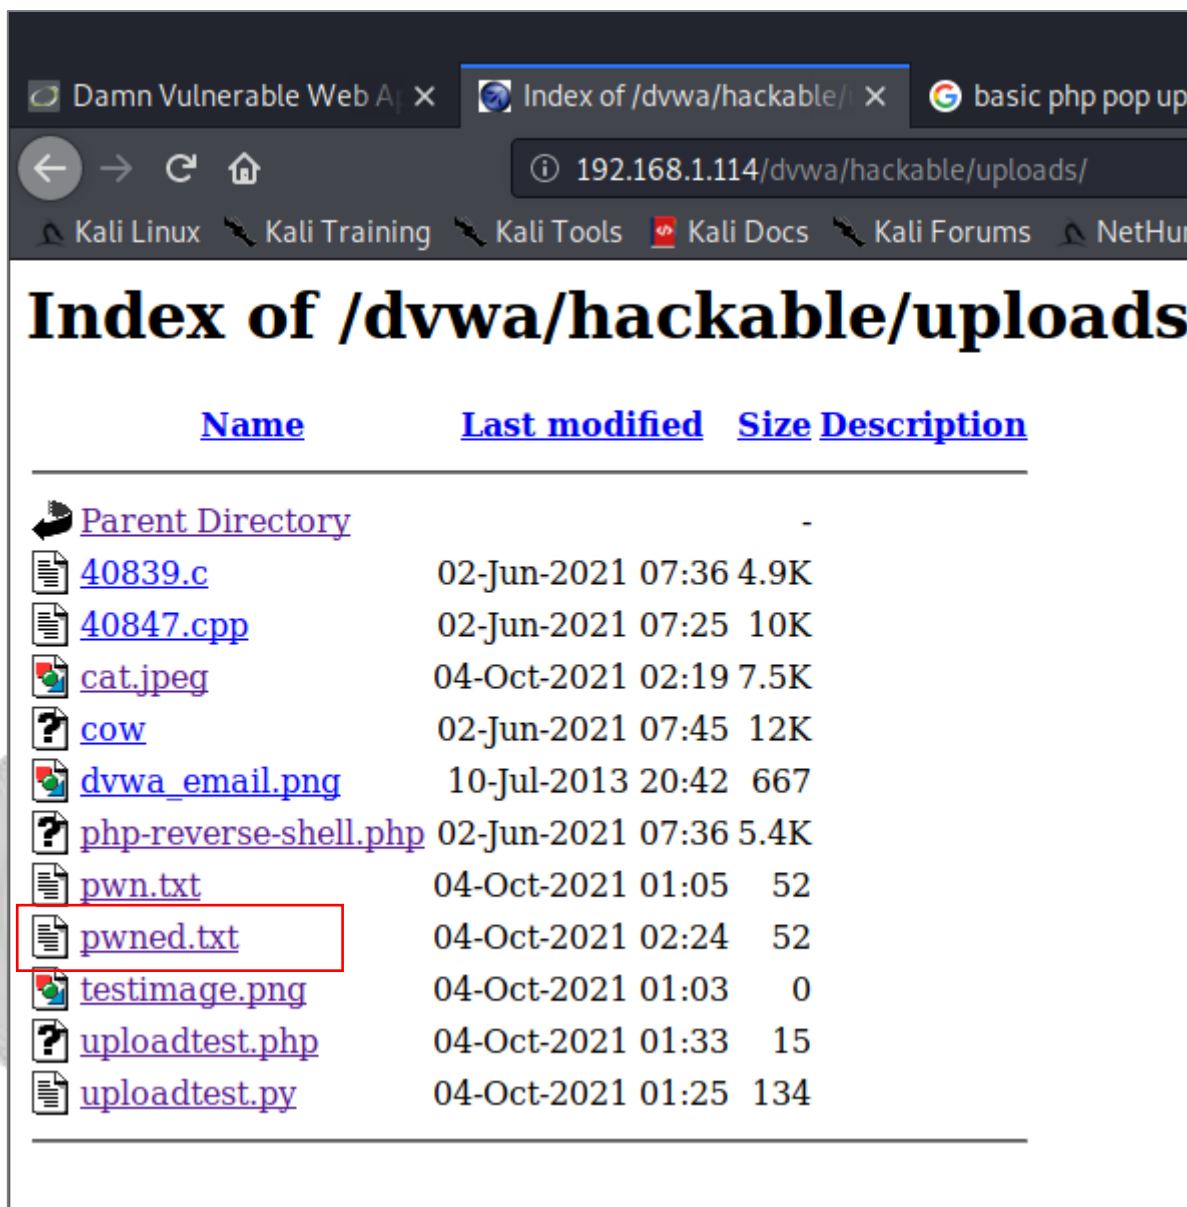 Damn Vulnerable Web Ap
Index of /dvwa/hackable/
basic php pop up
192.168.1.114/dvwa/hackable/uploads/
Kali Linux Kali Training Kali Tools Kali Docs Kali Forums NetHun
Index of /dvwa/hackable/uploads
Name Last modified Size Description
Parent Directory -
40839.c 02-Jun-2021 07:36 4.9K
40847.cpp 02-Jun-2021 07:25 10K
cat.jpeg 04-Oct-2021 02:19 7.5K
cow 02-Jun-2021 07:45 12K
dvwa_email.png 10-Jul-2013 20:42 667
php-reverse-shell.php 02-Jun-2021 07:36 5.4K
pwn.txt 04-Oct-2021 01:05 52
pwned.txt 04-Oct-2021 02:24 52
testimage.png 04-Oct-2021 01:03 0
uploadtest.php 04-Oct-2021 01:33 15
uploadtest.py 04-Oct-2021 01:25 134